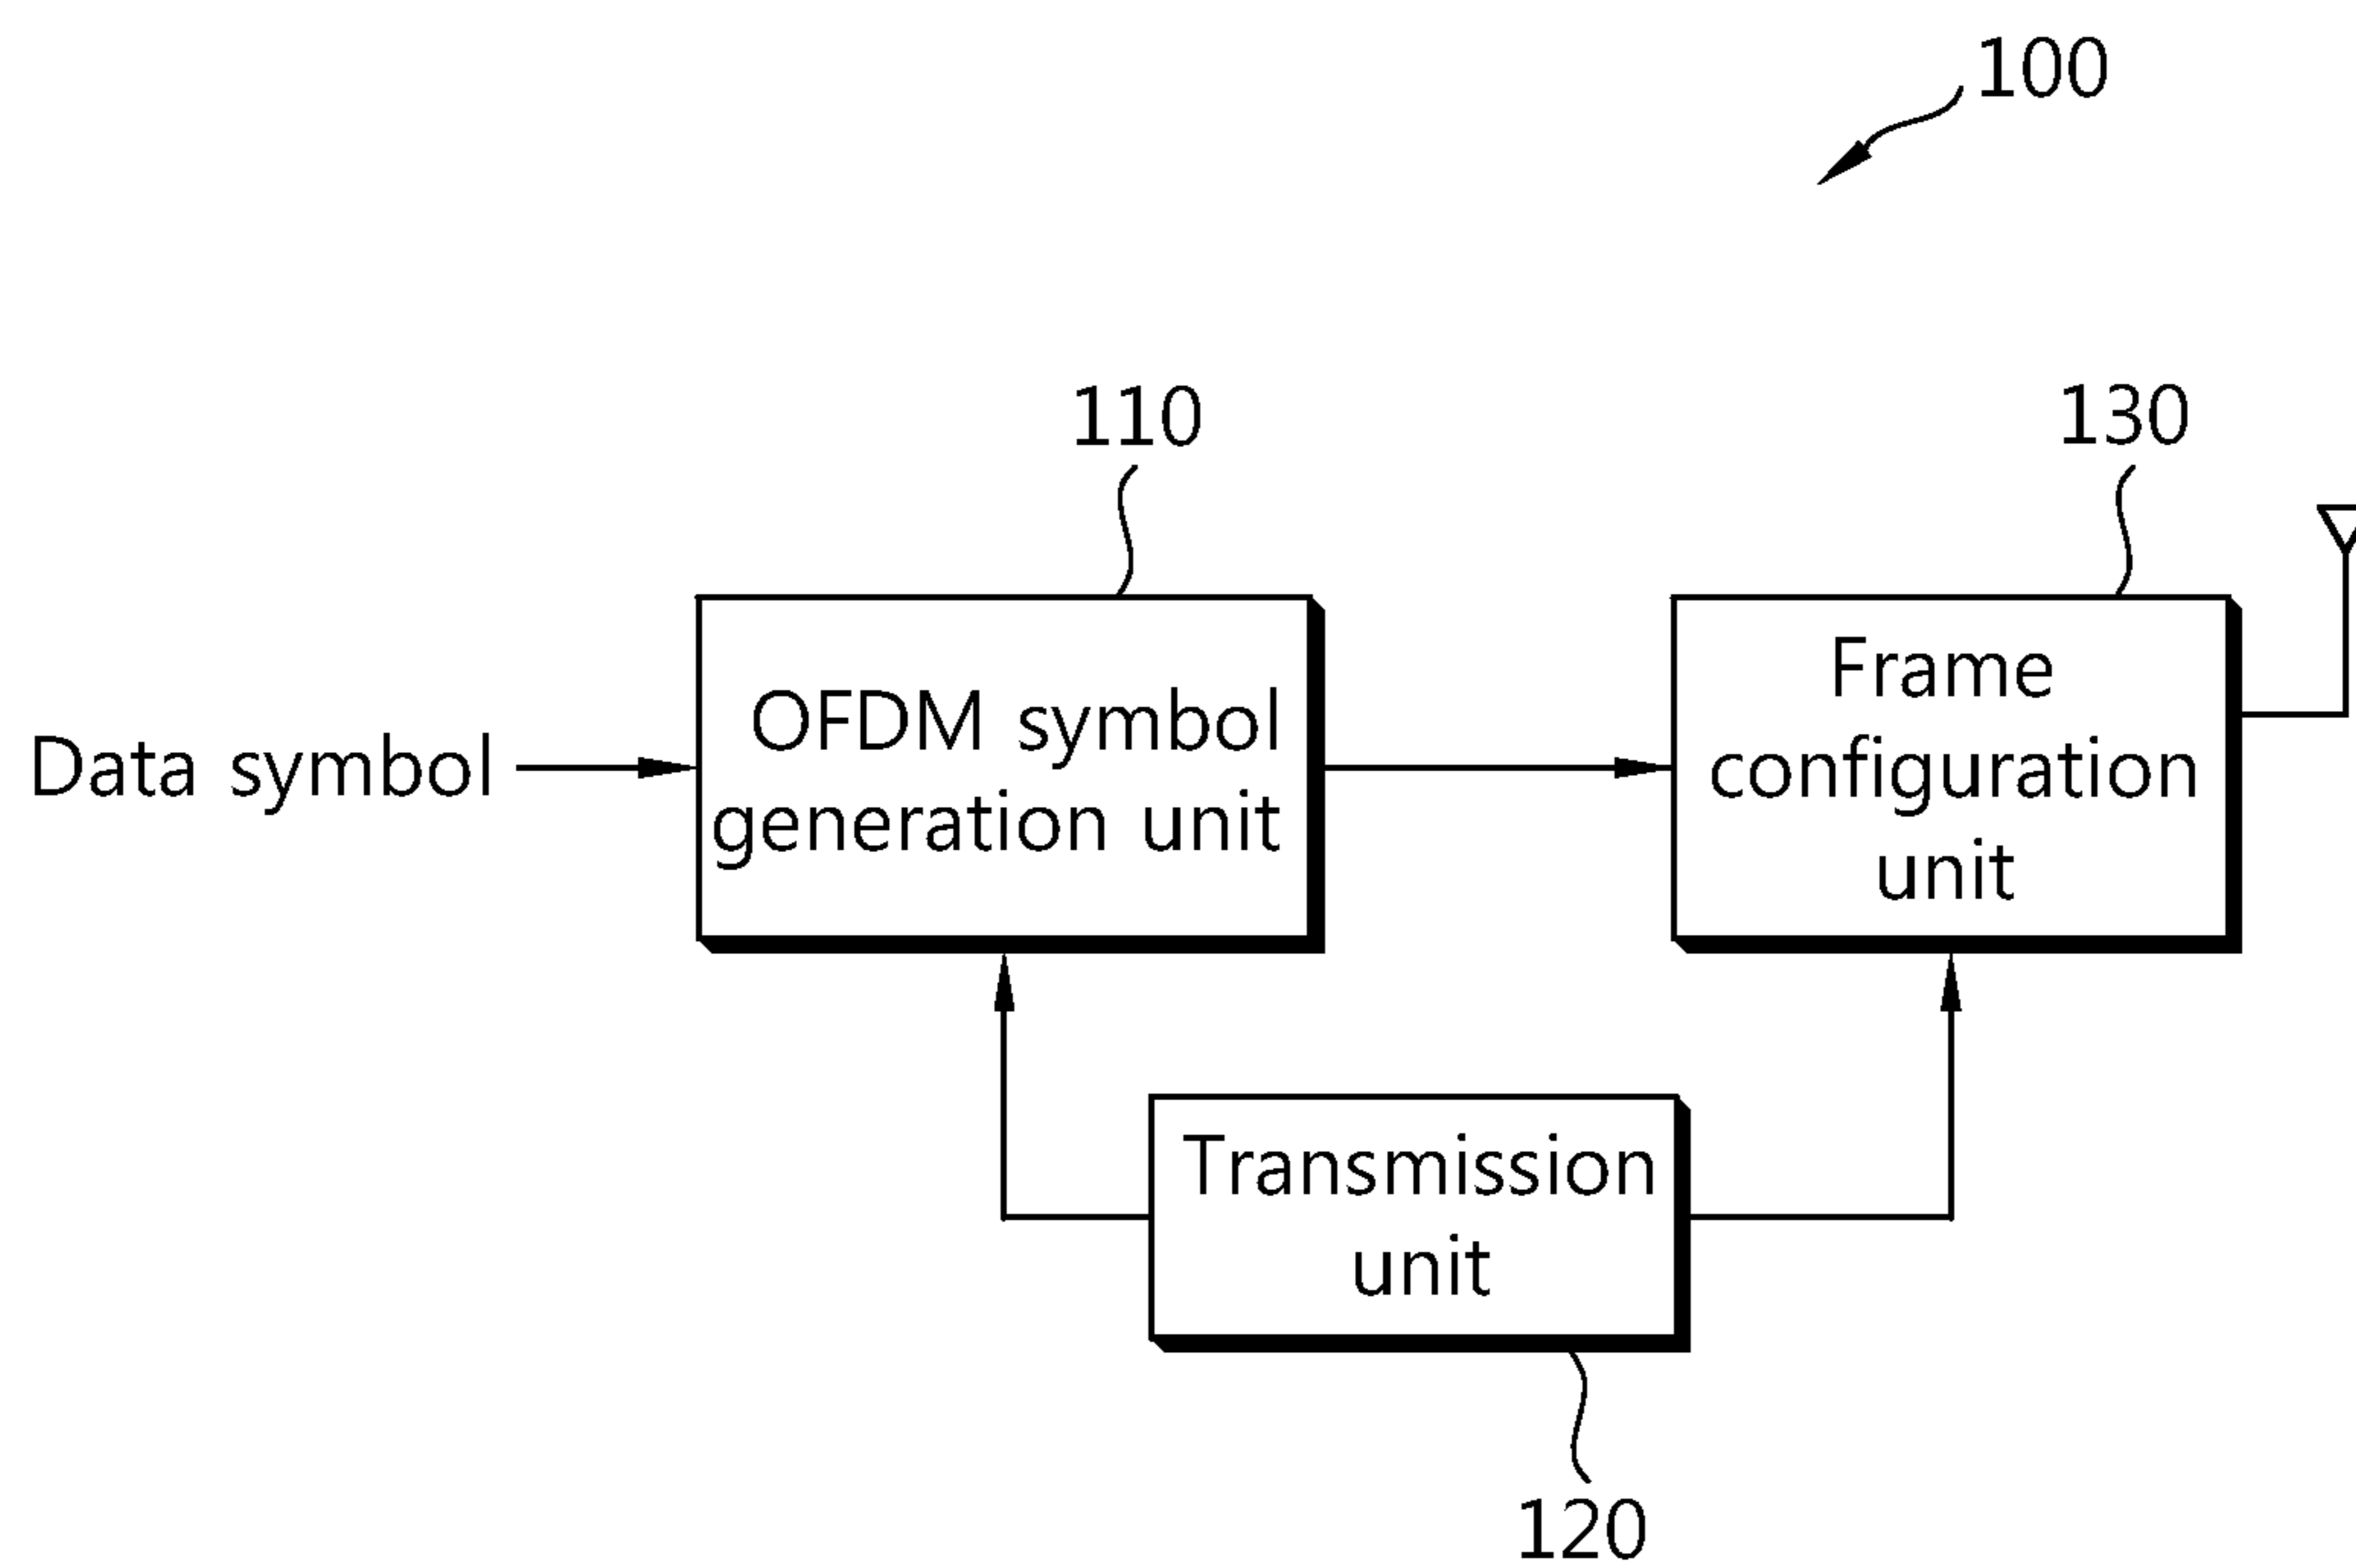 100
110
130
Data symbol
OFDM symbol
generation unit
Frame
configuration
unit
Transmission
unit
120